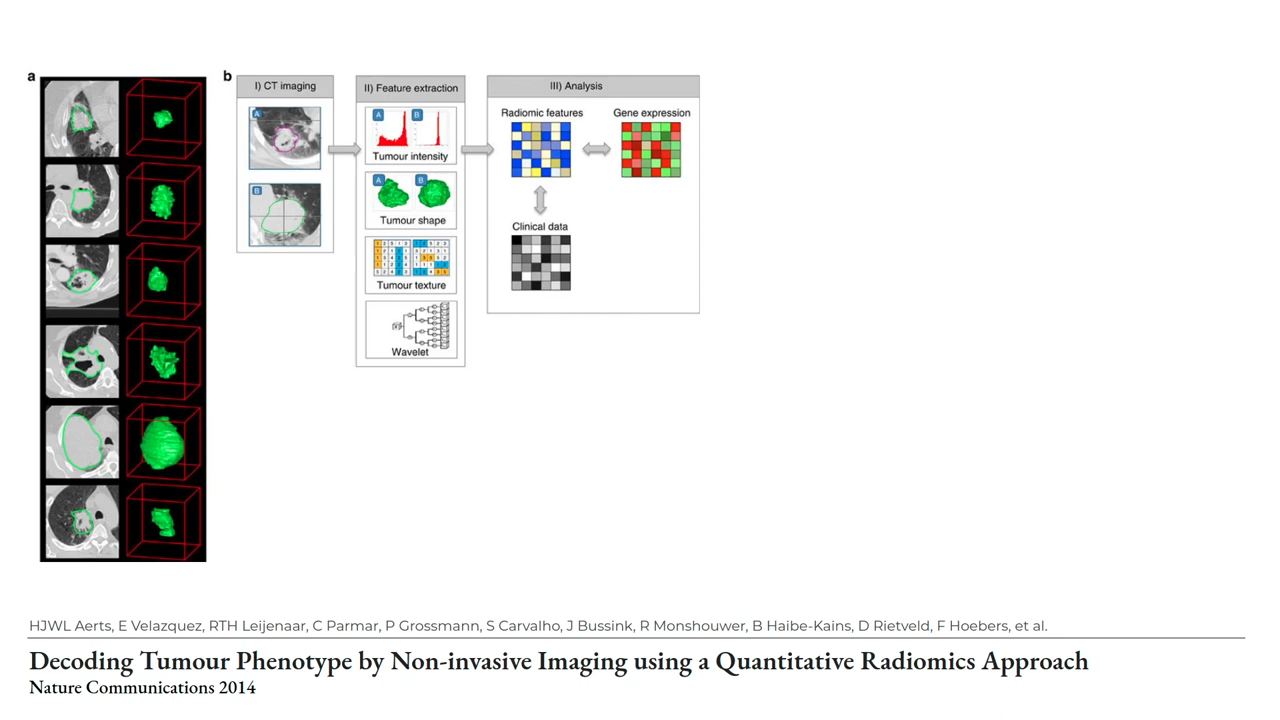 a
b
I) CT imaging
A
B
II) Feature extraction
A
B
Tumour intensity
A
B
Tumour shape
Tumour texture
Wavelet
III) Analysis
Radiomic features
Gene expression
Clinical data
HJWL Aerts, E Velazquez, RTH Leijenaar, C Parmar, P Grossmann, S Carvalho, J Bussink, R Monshouwer, B Haibe-Kains, D Rietveld, F Hoebers, et al.
Decoding Tumour Phenotype by Non-invasive Imaging using a Quantitative Radiomics Approach
Nature Communications 2014